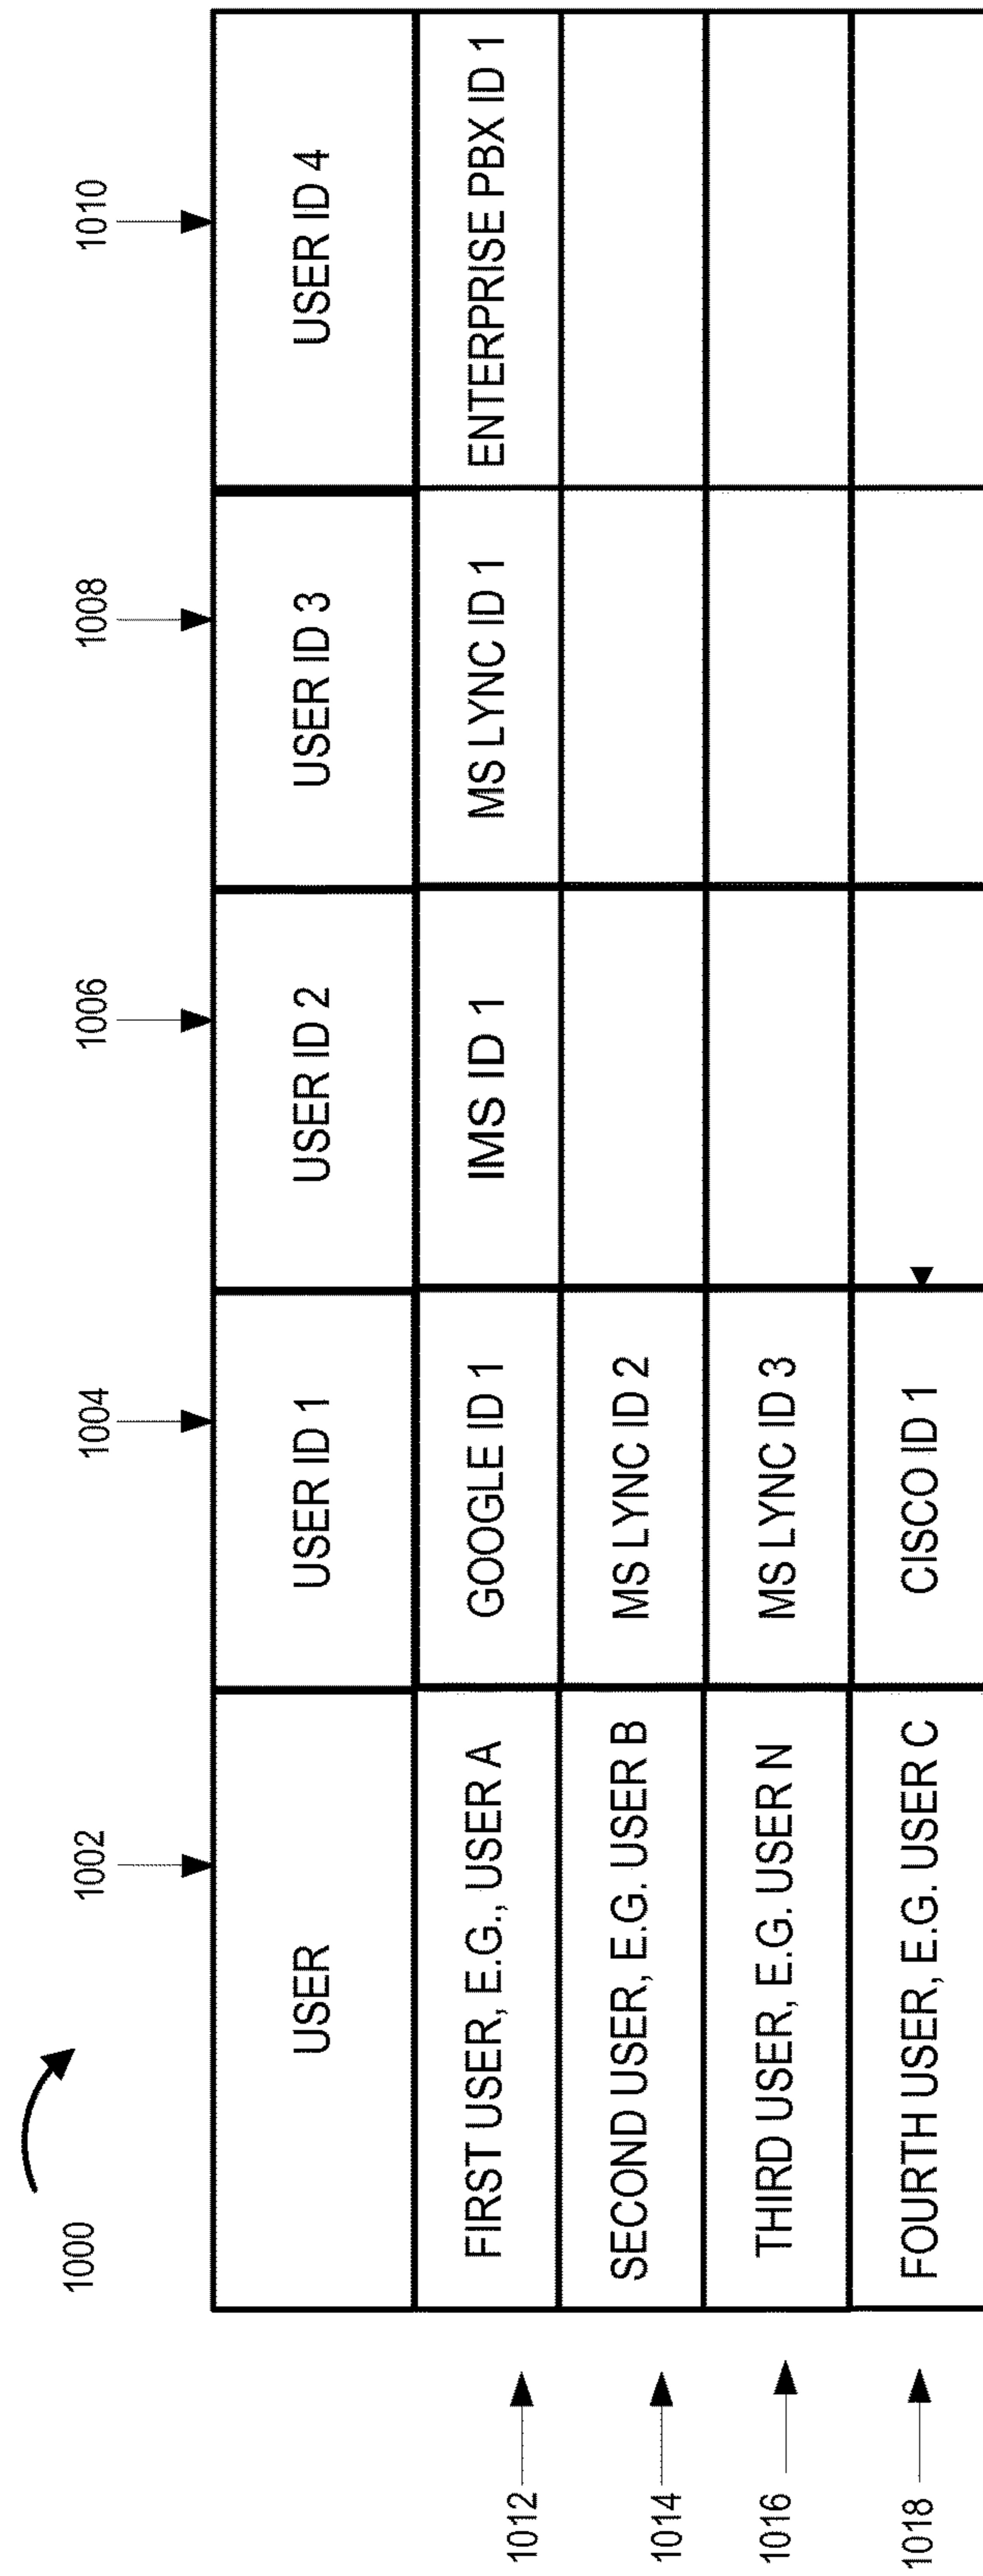 1000
1002
1004
1006
1008
1010
USER
USER ID 1
USER ID 2
USER ID 3
USER ID 4
1012
FIRST USER, E.G., USER A
GOOGLE ID 1
IMS ID 1
MS LYNC ID 1
ENTERPRISE PBX ID 1
1014
SECOND USER, E.G. USER B
MS LYNC ID 2
1016
THIRD USER, E.G. USER N
MS LYNC ID 3
1018
FOURTH USER, E.G. USER C
CISCO ID 1